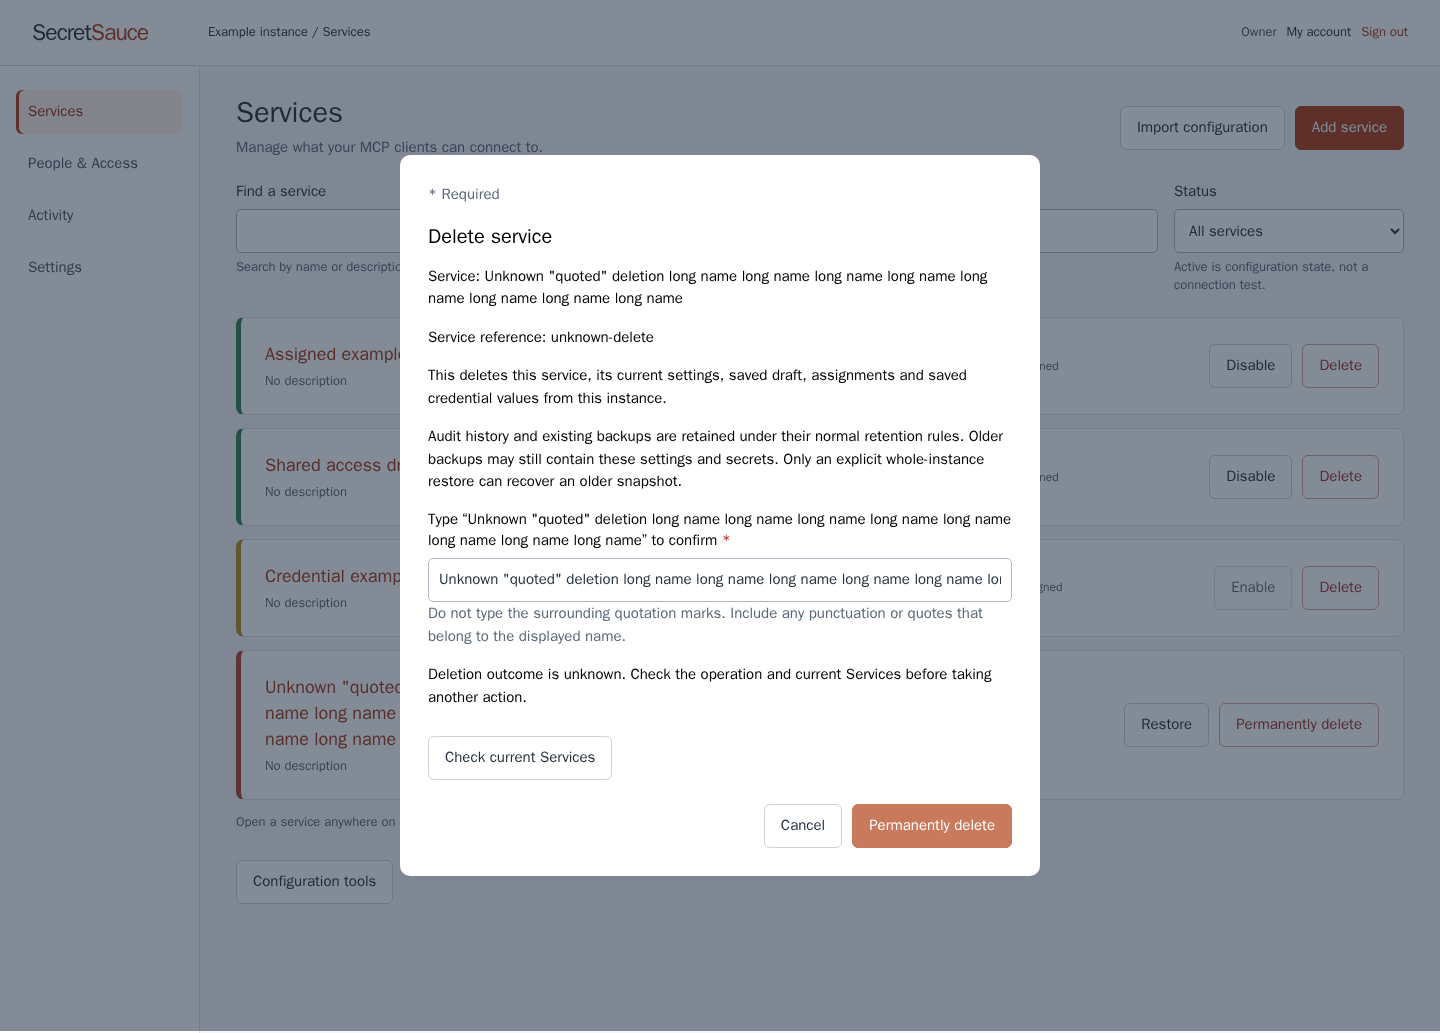 SecretSauce
Example instance / Services
Owner My account Sign out
Services
People & Access
Activity
Settings
Services
Manage what your MCP clients can connect to.
Import configuration
Add service
Find a service
Search by name or
Status
All services
Active is configuration state, not a
connection test.
Assigned
No description
Disable
Delete
Shared access
No description
Disable
Delete
Credential
No description
Enable
Delete
Unknown
name long name
name long name
No description
Restore
Permanently delete
Open a service anywhere on
Configuration tools
* Required
Delete service
Service: Unknown "quoted" deletion long name long name long name long name long
name long name long name long name
Service reference: unknown-delete
This deletes this service, its current settings, saved draft, assignments and saved
credential values from this instance.
Audit history and existing backups are retained under their normal retention rules. Older
backups may still contain these settings and secrets. Only an explicit whole-instance
restore can recover an older snapshot.
Type “Unknown "quoted" deletion long name long name long name long name long name
long name long name long name” to confirm *
Unknown "quoted" deletion long name long name long name long name long name
Do not type the surrounding quotation marks. Include any punctuation or quotes that
belong to the displayed name.
Deletion outcome is unknown. Check the operation and current Services before taking
another action.
Check current Services
Cancel
Permanently delete